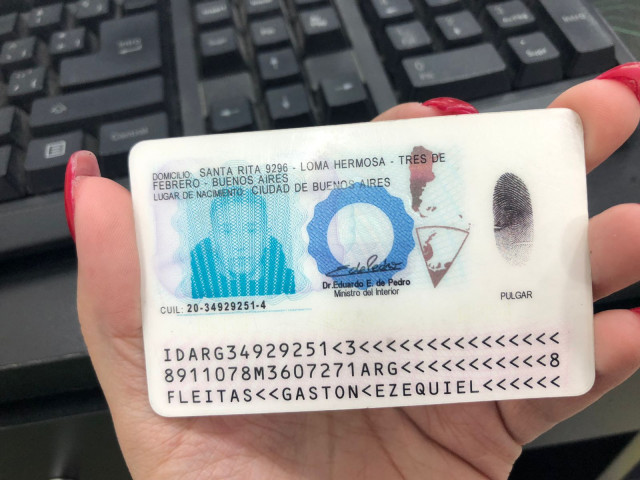 DOMICILIO: SANTA RITA 9296 - LOMA HERMOSA - TRES DE
FEBRERO - BUENOS AIRES
LUGAR DE NACIMIENTO: CIUDAD DE BUENOS AIRES
Dr. Eduardo E. de Pedro
Ministro del Interior
PULGAR
CUIL: 20-34929251-4
IDARG34929251<3<<<<<<<<<<<<<<<
8911078M3607271ARG<<<<<<<<<<<8
FLEITAS<<GASTON<EZEQUIEL<<<<<<